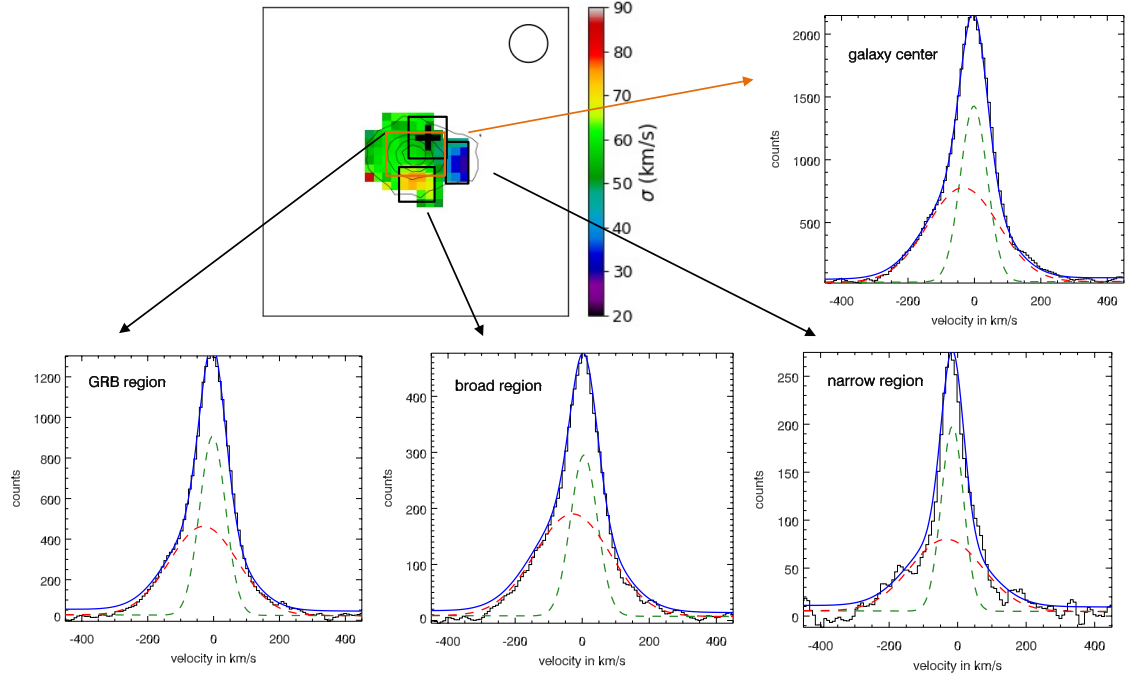 90
80
70
60
50
40
30
20
σ (km/s)
galaxy center
2000
1500
1000
500
counts
-400 -200 0 200 400
velocity in km/s
GRB region
1200
1000
800
600
400
200
0
counts
-400 -200 0 200 400
velocity in km/s
broad region
400
300
200
100
0
counts
-400 -200 0 200 400
velocity in km/s
narrow region
250
200
150
100
50
0
counts
-400 -200 0 200 400
velocity in km/s